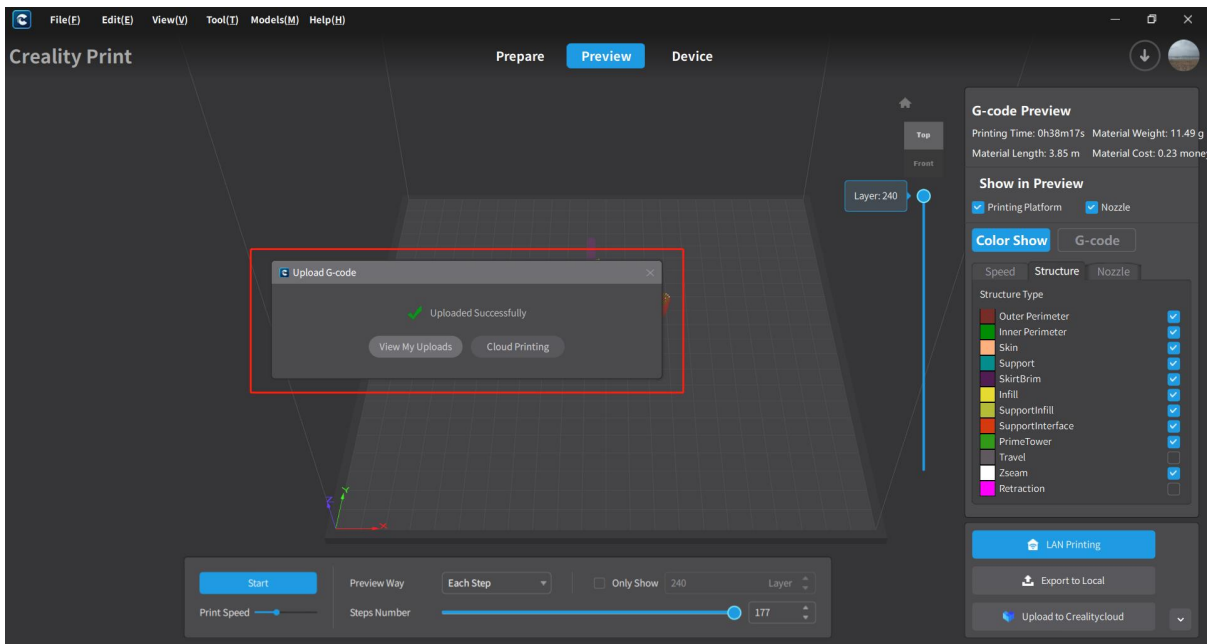 File(F) Edit(E) View(V) Tool(T) Models(M) Help(H)
Creality Print
Prepare Preview Device
Top
Front
Layer: 240
Upload G-code
Uploaded Successfully
View My Uploads Cloud Printing
Z Y X
G-code Preview
Printing Time: 0h38m17s Material Weight: 11.49 g
Material Length: 3.85 m Material Cost: 0.23 mone
Show in Preview
Printing Platform Nozzle
Color Show G-code
Speed Structure Nozzle
Structure Type
Outer Perimeter
Inner Perimeter
Skin
Support
SkirtBrim
Infill
SupportInfill
SupportInterface
PrimeTower
Travel
Zseam
Retraction
LAN Printing
Export to Local
Upload to Crealitycloud
Start Preview Way Each Step Only Show 240 Layer
Print Speed Steps Number 177